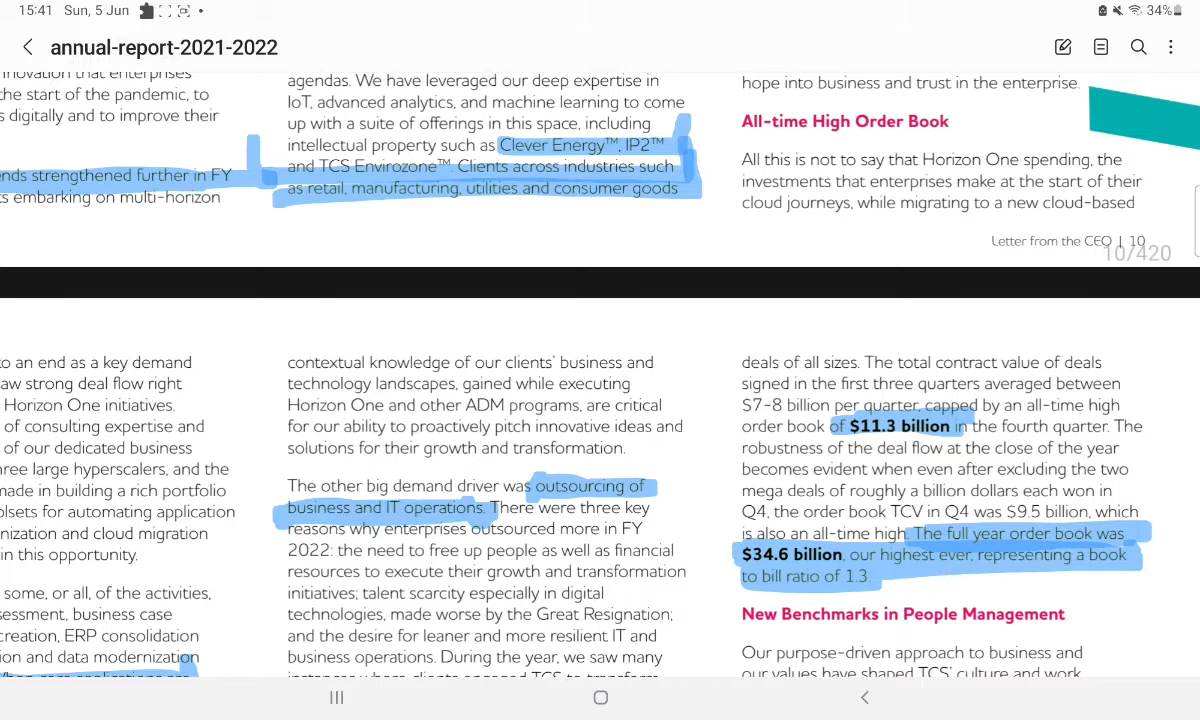 15:41 Sun, 5 Jun
34%
annual-report-2021-2022
innovation that enterprises
the start of the pandemic, to
s digitally and to improve their
ends strengthened further in FY
ts embarking on multi-horizon
agendas. We have leveraged our deep expertise in
IoT, advanced analytics, and machine learning to come
up with a suite of offerings in this space, including
intellectual property such as Clever Energy™, IP2™
and TCS Envirozone™. Clients across industries such
as retail, manufacturing, utilities and consumer goods
hope into business and trust in the enterprise.
All-time High Order Book
All this is not to say that Horizon One spending, the
investments that enterprises make at the start of their
cloud journeys, while migrating to a new cloud-based
Letter from the CEO | 10
10/420
to an end as a key demand
aw strong deal flow right
Horizon One initiatives.
of consulting expertise and
of our dedicated business
hree large hyperscalers, and the
made in building a rich portfolio
olsets for automating application
nization and cloud migration
in this opportunity.
some, or all, of the activities,
sessment, business case
creation, ERP consolidation
ion and data modernization
contextual knowledge of our clients' business and
technology landscapes, gained while executing
Horizon One and other ADM programs, are critical
for our ability to proactively pitch innovative ideas and
solutions for their growth and transformation.
The other big demand driver was outsourcing of
business and IT operations. There were three key
reasons why enterprises outsourced more in FY
2022: the need to free up people as well as financial
resources to execute their growth and transformation
initiatives; talent scarcity especially in digital
technologies, made worse by the Great Resignation;
and the desire for leaner and more resilient IT and
business operations. During the year, we saw many
instances where clients engaged TCS to transform
deals of all sizes. The total contract value of deals
signed in the first three quarters averaged between
$7-8 billion per quarter, capped by an all-time high
order book of $11.3 billion in the fourth quarter. The
robustness of the deal flow at the close of the year
becomes evident when even after excluding the two
mega deals of roughly a billion dollars each won in
Q4, the order book TCV in Q4 was $9.5 billion, which
is also an all-time high. The full year order book was
$34.6 billion, our highest ever, representing a book
to bill ratio of 1.3.
New Benchmarks in People Management
Our purpose-driven approach to business and
our values have shaped TCS' culture and work